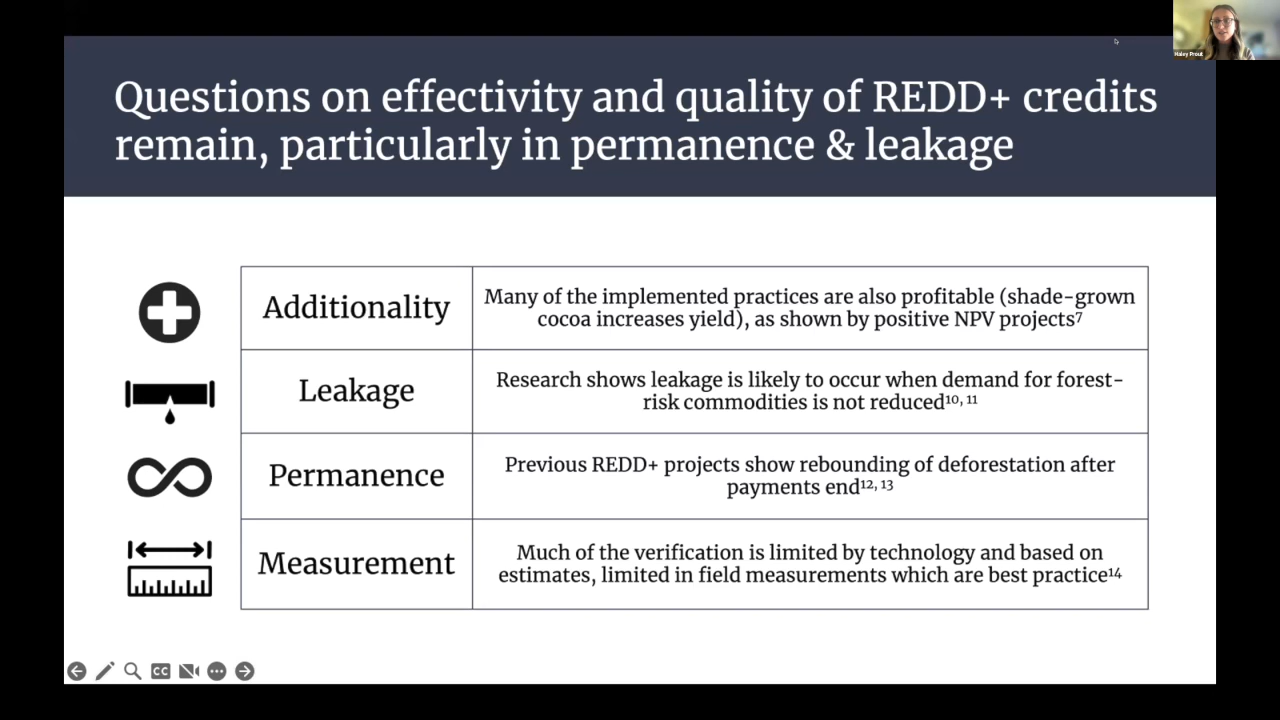 Haley Prout
Questions on effectivity and quality of REDD+ credits
remain, particularly in permanence & leakage
Additionality
Many of the implemented practices are also profitable (shade-grown
cocoa increases yield), as shown by positive NPV projects⁷
Leakage
Research shows leakage is likely to occur when demand for forest-
risk commodities is not reduced¹⁰, ¹¹
Permanence
Previous REDD+ projects show rebounding of deforestation after
payments end¹², ¹³
Measurement
Much of the verification is limited by technology and based on
estimates, limited in field measurements which are best practice¹⁴
CC